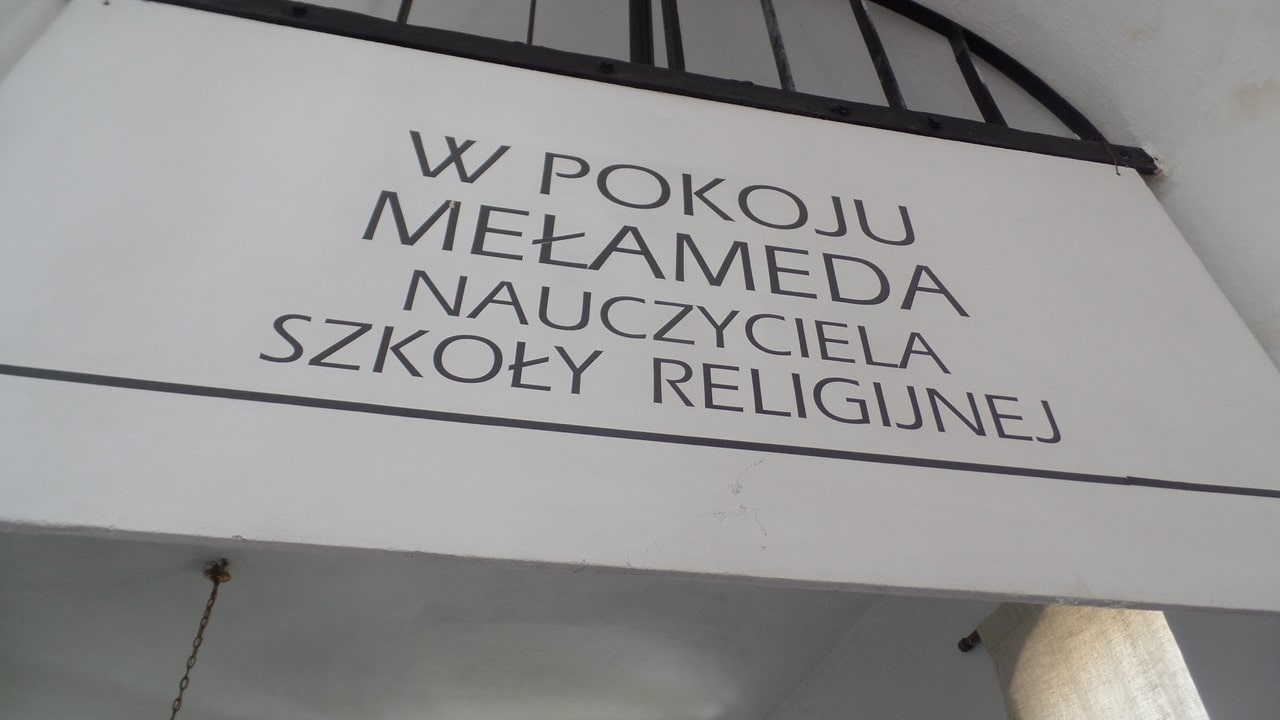 W POKOJU
MEŁAMEDA
NAUCZYCIELA
SZKOŁY RELIGIJNEJ